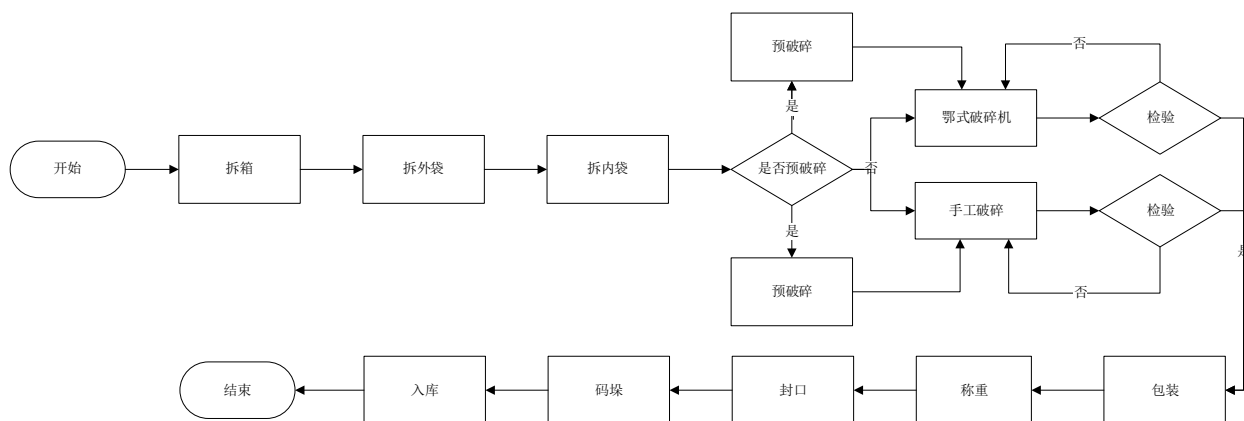 预破碎
否
是
鄂式破碎机
检验
开始
拆箱
拆外袋
拆内袋
是否预破碎
否
手工破碎
检验
是
是
预破碎
否
结束
入库
码垛
封口
称重
包装